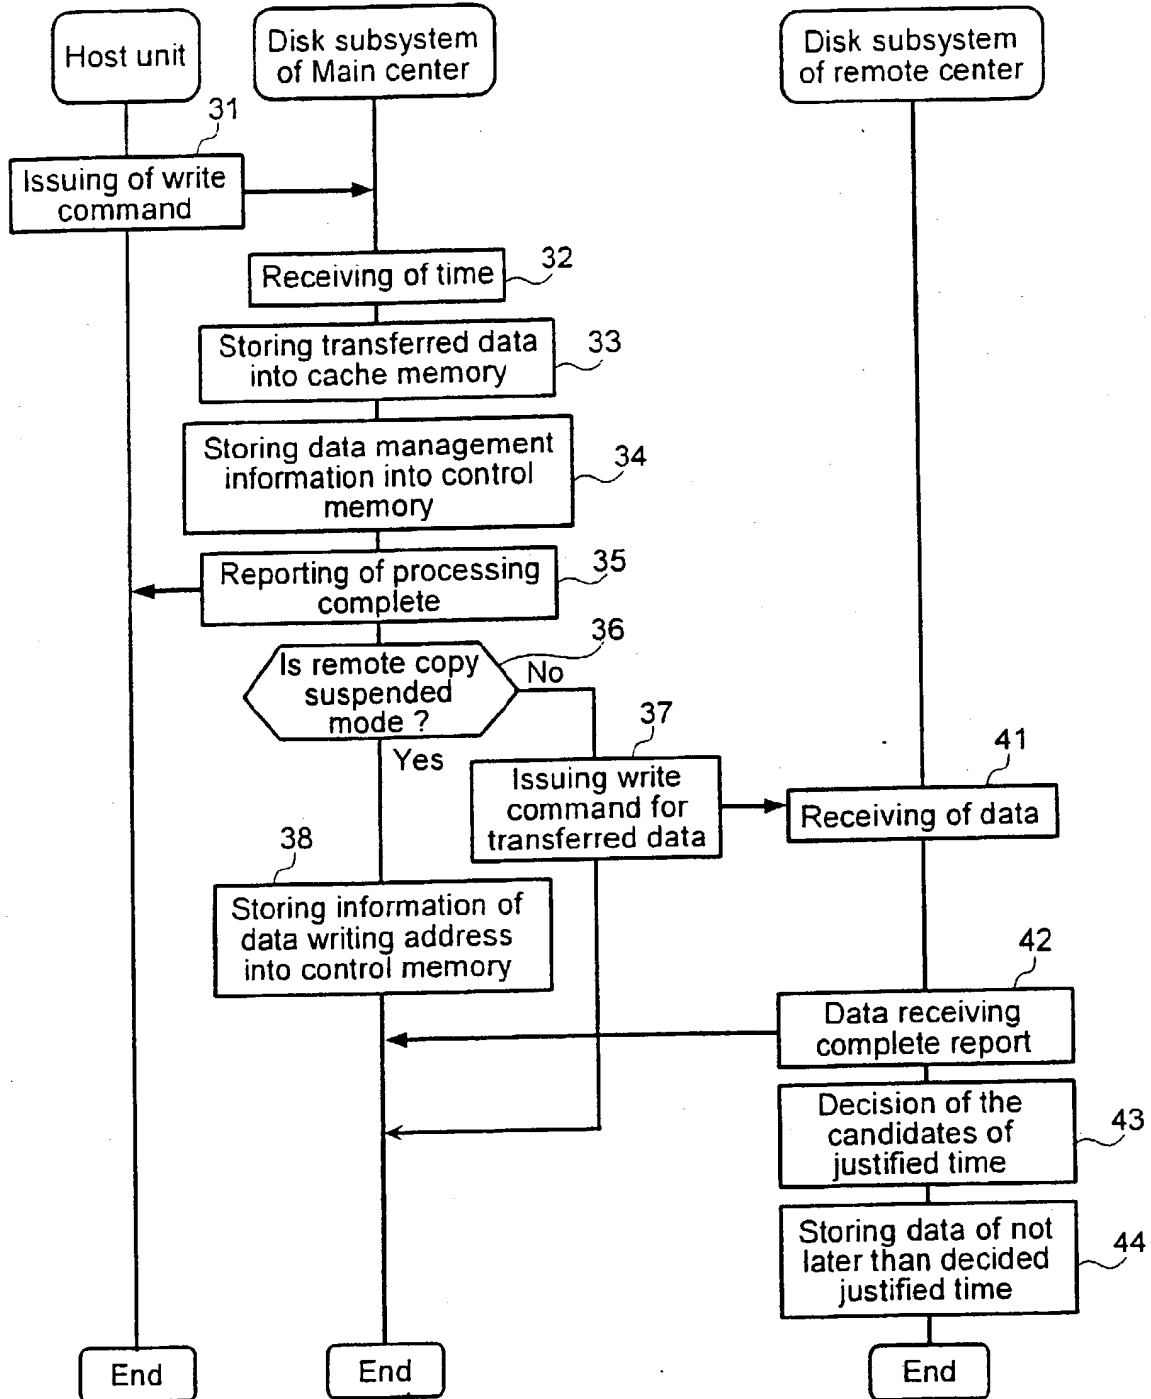 Host unit
Disk subsystem
of Main center
Disk subsystem
of remote center
31
Issuing of write
command
32
Receiving of time
33
Storing transferred data
into cache memory
34
Storing data management
information into control
memory
35
Reporting of processing
complete
36
Is remote copy
suspended
mode ?
No
Yes
37
Issuing write
command for
transferred data
41
Receiving of data
38
Storing information of
data writing address
into control memory
42
Data receiving
complete report
43
Decision of the
candidates of
justified time
44
Storing data of not
later than decided
justified time
End
End
End